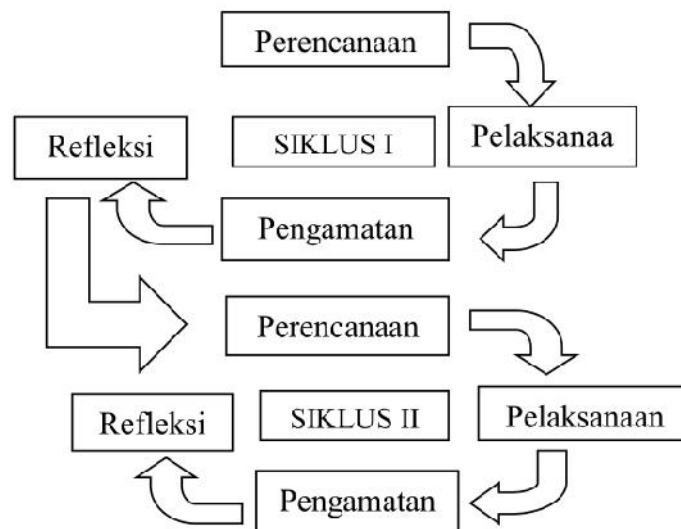 Perencanaan
Refleksi
SIKLUS I
Pelaksanaa
Pengamatan
Perencanaan
Refleksi
SIKLUS II
Pelaksanaan
Pengamatan